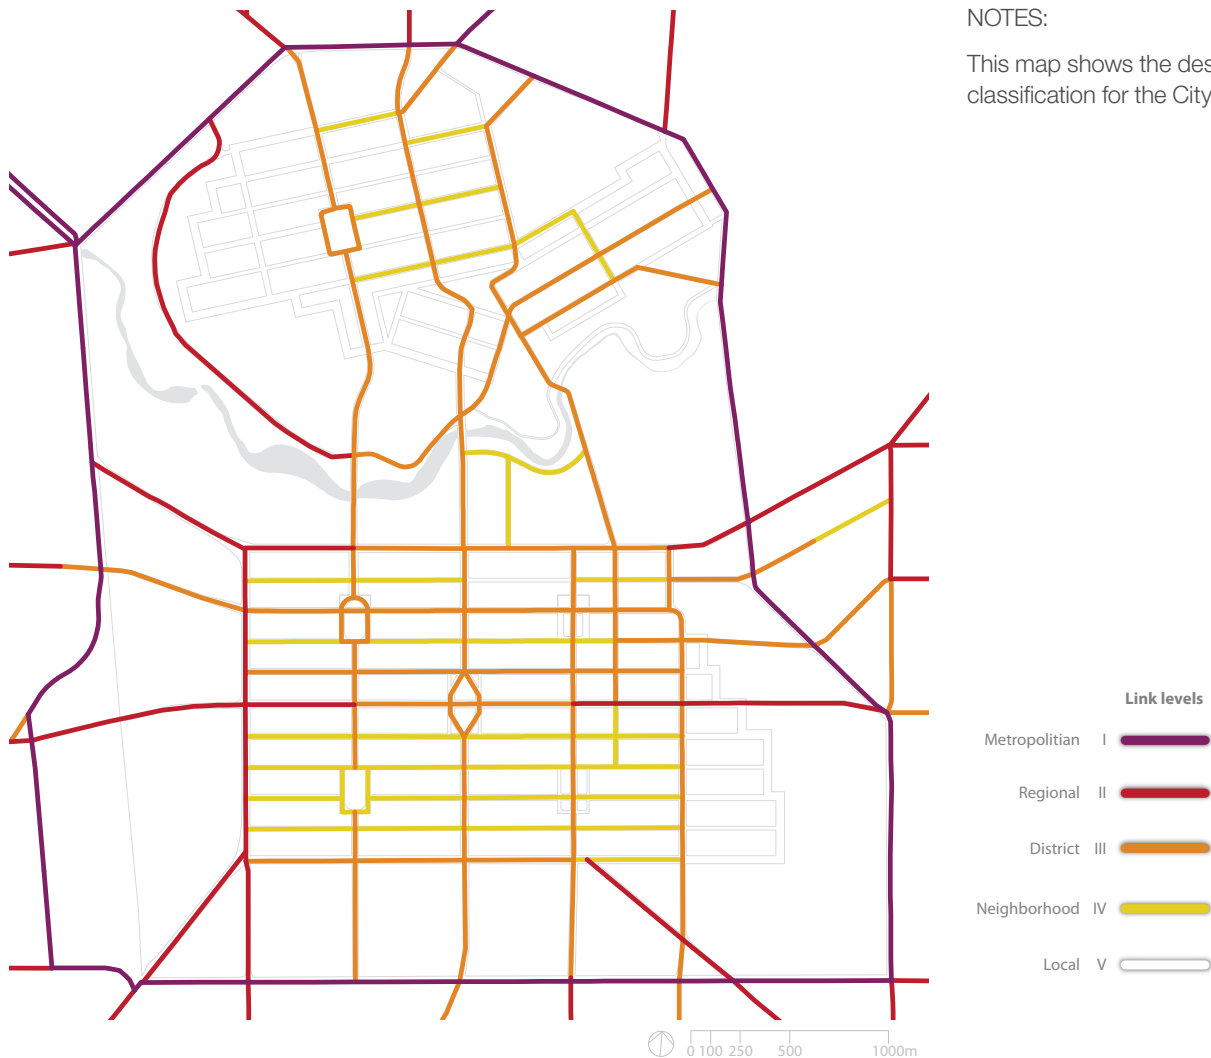 NOTES:
This map shows the des
classification for the City
Link levels
Metropolitian I
Regional II
District III
Neighborhood IV
Local V
0 100 250 500 1000m